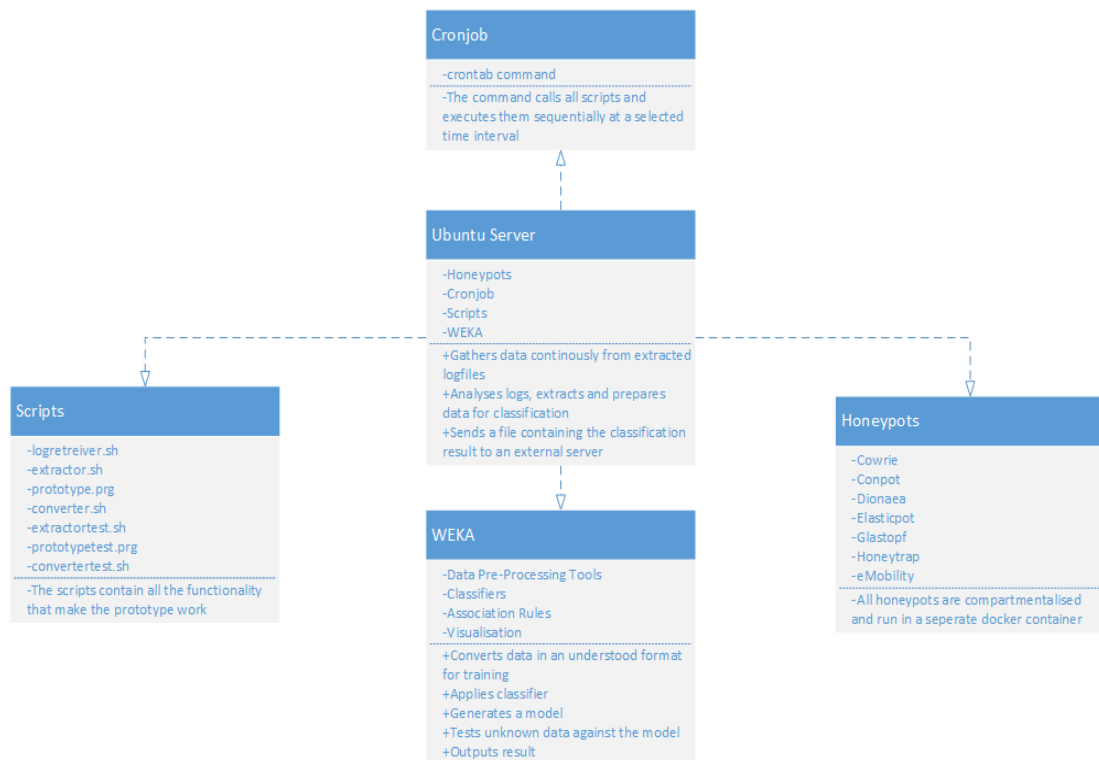 Cronjob
-crontab command
-The command calls all scripts and
executes them sequentially at a selected
time interval
Ubuntu Server
-Honeypots
-Cronjob
-Scripts
-WEKA
+Gathers data continously from extracted
logfiles
+Analyses logs, extracts and prepares
data for classification
+Sends a file containing the classification
result to an external server
Scripts
-logretreiver.sh
-extractor.sh
-prototype.prg
-converter.sh
-extractortest.sh
-prototypetest.prg
-convertertest.sh
-The scripts contain all the functionality
that make the prototype work
Honeypots
-Cowrie
-Conpot
-Dionaea
-Elasticpot
-Glastopf
-Honeytrap
-eMobility
-All honeypots are compartmentalised
and run in a seperate docker container
WEKA
-Data Pre-Processing Tools
-Classifiers
-Association Rules
-Visualisation
+Converts data in an understood format
for training
+Applies classifier
+Generates a model
+Tests unknown data against the model
+Outputs result